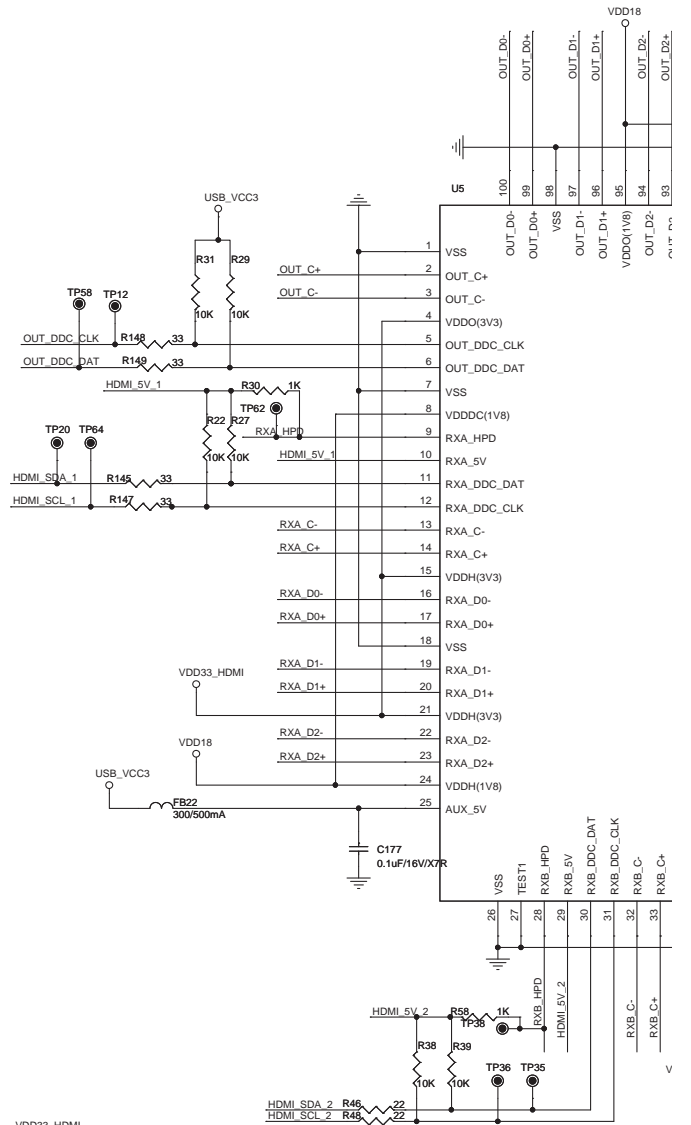 VDD18
OUT_D0-
OUT_D0+
OUT_D1-
OUT_D1+
OUT_D2-
OUT_D2+
U5
100
99
98
97
96
95
94
93
OUT_D0-
OUT_D0+
VSS
OUT_D1-
OUT_D1+
VDDO(1V8)
OUT_D2-
USB_VCC3
R31
R29
10K
10K
TP58
TP12
OUT_DDC_CLK
R148
33
OUT_DDC_DAT
R149
33
HDMI_5V_1
R30
1K
TP62
RXA_HPD
R22
R27
10K
10K
TP20
TP64
HDMI_5V_1
HDMI_SDA_1
R145
33
HDMI_SCL_1
R147
33
OUT_C+
OUT_C-
RXA_C-
RXA_C+
RXA_D0-
RXA_D0+
RXA_D1-
RXA_D1+
RXA_D2-
RXA_D2+
VDD33_HDMI
VDD18
USB_VCC3
FB22
300/500mA
C177
0.1uF/16V/X7R
1 VSS
2 OUT_C+
3 OUT_C-
4 VDDO(3V3)
5 OUT_DDC_CLK
6 OUT_DDC_DAT
7 VSS
8 VDDDC(1V8)
9 RXA_HPD
10 RXA_5V
11 RXA_DDC_DAT
12 RXA_DDC_CLK
13 RXA_C-
14 RXA_C+
15 VDDH(3V3)
16 RXA_D0-
17 RXA_D0+
18 VSS
19 RXA_D1-
20 RXA_D1+
21 VDDH(3V3)
22 RXA_D2-
23 RXA_D2+
24 VDDH(1V8)
25 AUX_5V
VSS
TEST1
RXB_HPD
RXB_5V
RXB_DDC_DAT
RXB_DDC_CLK
RXB_C-
RXB_C+
26
27
28
29
30
31
32
33
RXB_HPD
HDMI_5V_2
RXB_C-
RXB_C+
HDMI_5V_2
R58
1K
TP38
R38
R39
10K
10K
TP36
TP35
HDMI_SDA_2
R46
22
HDMI_SCL_2
R48
22
V
VDD33_HDMI